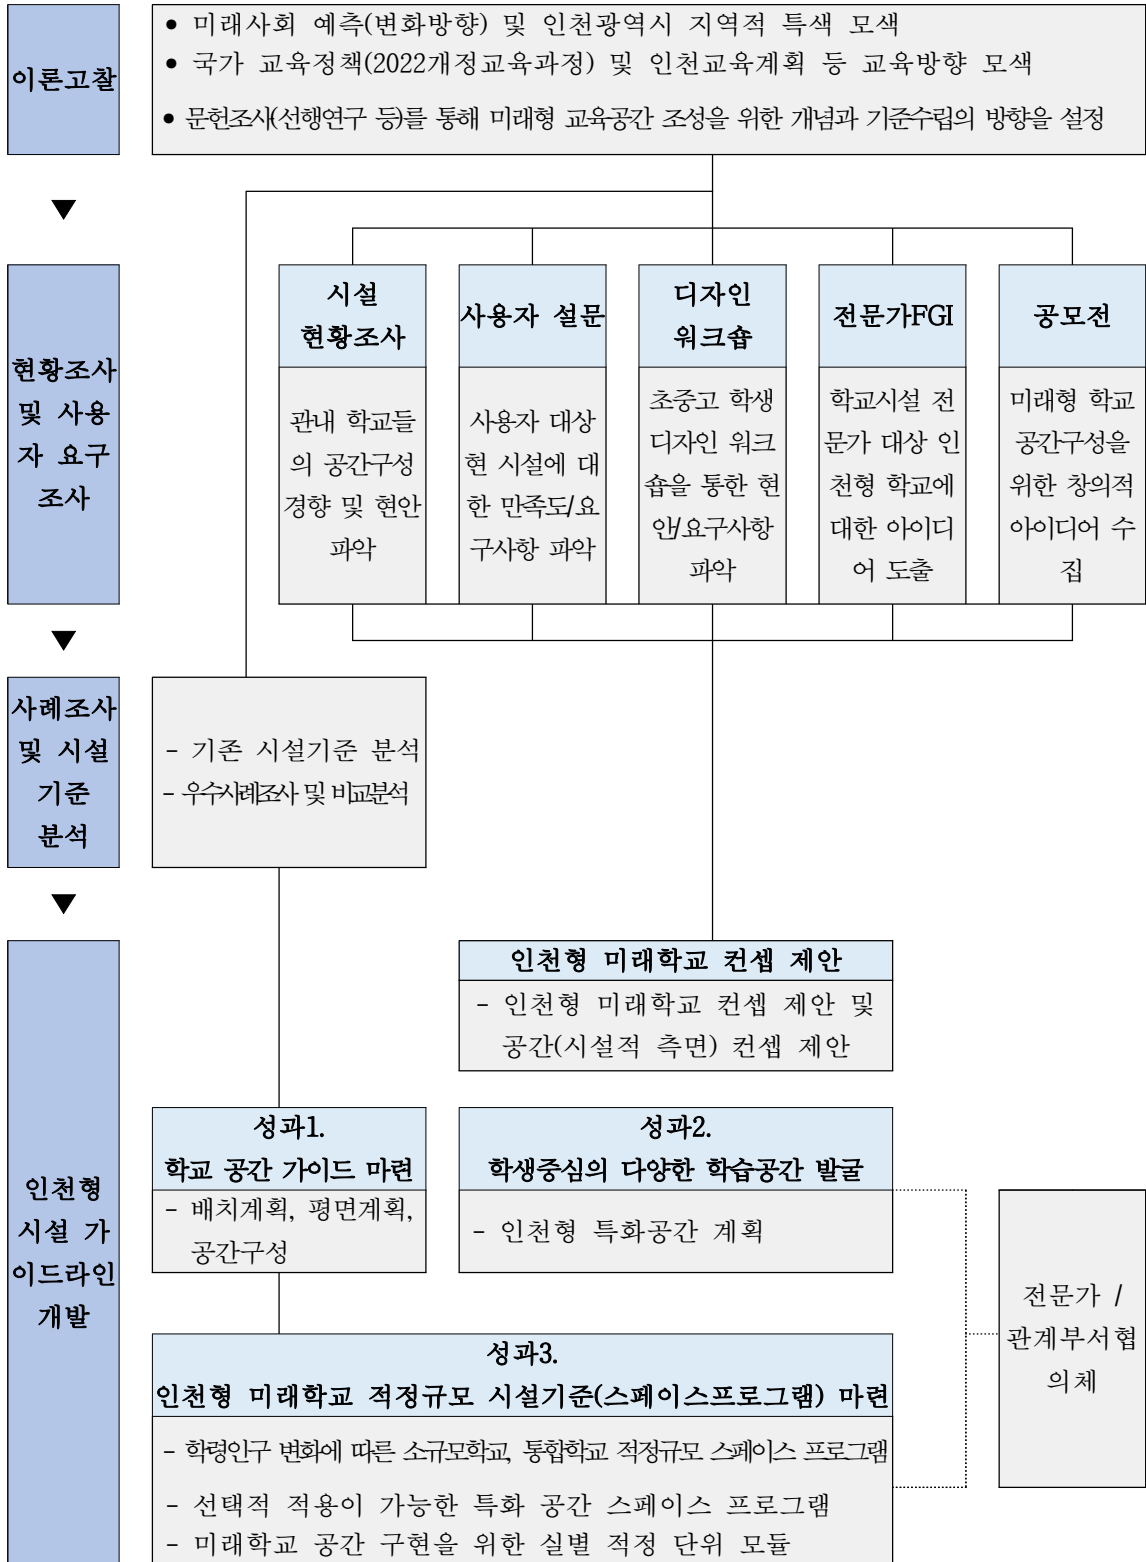 이론고찰
• 미래사회 예측(변화방향) 및 인천광역시 지역적 특색 모색
• 국가 교육정책(2022개정교육과정) 및 인천교육계획 등 교육방향 모색
• 문헌조사(선행연구 등)를 통해 미래형 교육공간 조성을 위한 개념과 기준수립의 방향을 설정
▼
현황조사
및 사용
자 요구
조사
시설
현황조사
관내 학교들
의 공간구성
경향 및 현안
파악
사용자 설문
사용자 대상
현 시설에 대
한 만족도/요
구사항 파악
디자인
워크숍
초중고 학생
디자인 워크
숍을 통한 현
안/요구사항
파악
전문가FGI
학교시설 전
문가 대상 인
천형 학교에
대한 아이디
어 도출
공모전
미래형 학교
공간구성을
위한 창의적
아이디어 수
집
▼
사례조사
및 시설
기준
분석
- 기존 시설기준 분석
- 우수사례조사 및 비교분석
▼
인천형
시설 가
이드라인
개발
인천형 미래학교 컨셉 제안
- 인천형 미래학교 컨셉 제안 및
공간(시설적 측면) 컨셉 제안
성과1.
학교 공간 가이드 마련
- 배치계획, 평면계획,
공간구성
성과2.
학생중심의 다양한 학습공간 발굴
- 인천형 특화공간 계획
성과3.
인천형 미래학교 적정규모 시설기준(스페이스프로그램) 마련
- 학령인구 변화에 따른 소규모학교, 통합학교 적정규모 스페이스 프로그램
- 선택적 적용이 가능한 특화 공간 스페이스 프로그램
- 미래학교 공간 구현을 위한 실별 적정 단위 모듈
전문가 /
관계부서협
의체